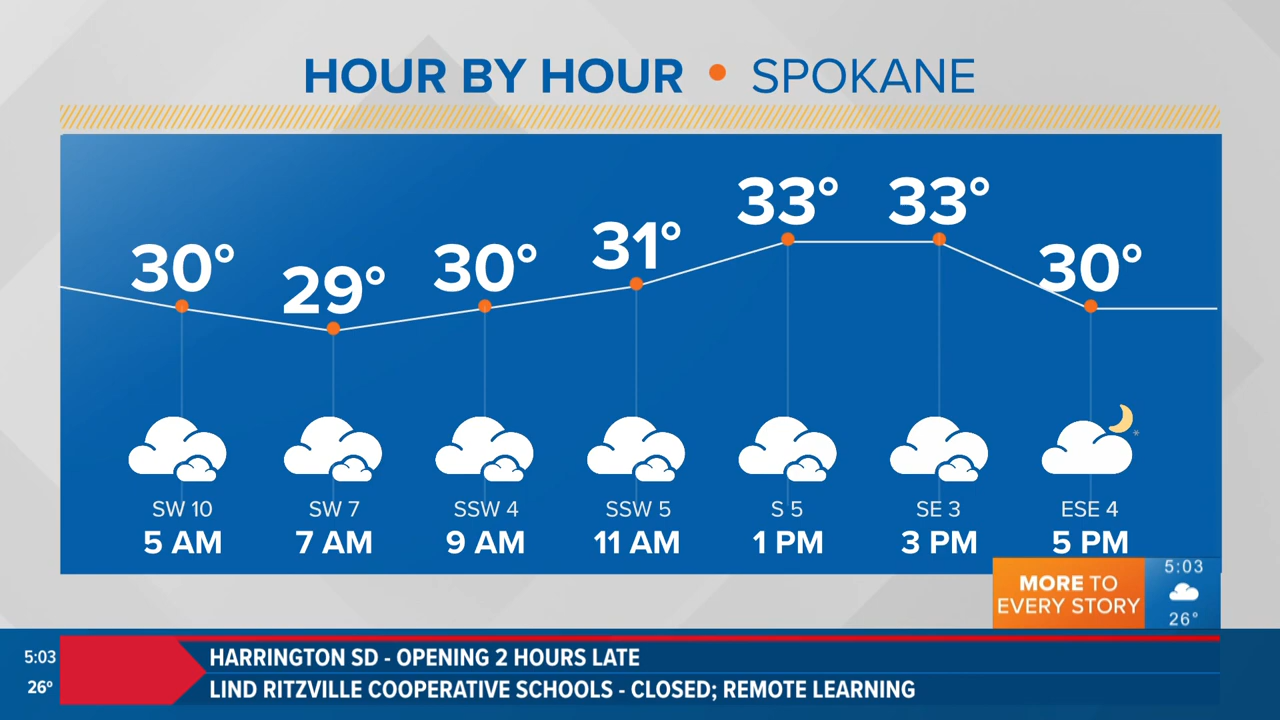 HOUR BY HOUR • SPOKANE
30° 29° 30° 31° 33° 33° 30°
SW 10 SW 7 SSW 4 SSW 5 S 5 SE 3 ESE 4
5 AM 7 AM 9 AM 11 AM 1 PM 3 PM 5 PM
MORE TO
EVERY STORY
5:03
26°
5:03
26°
HARRINGTON SD - OPENING 2 HOURS LATE
LIND RITZVILLE COOPERATIVE SCHOOLS - CLOSED; REMOTE LEARNING